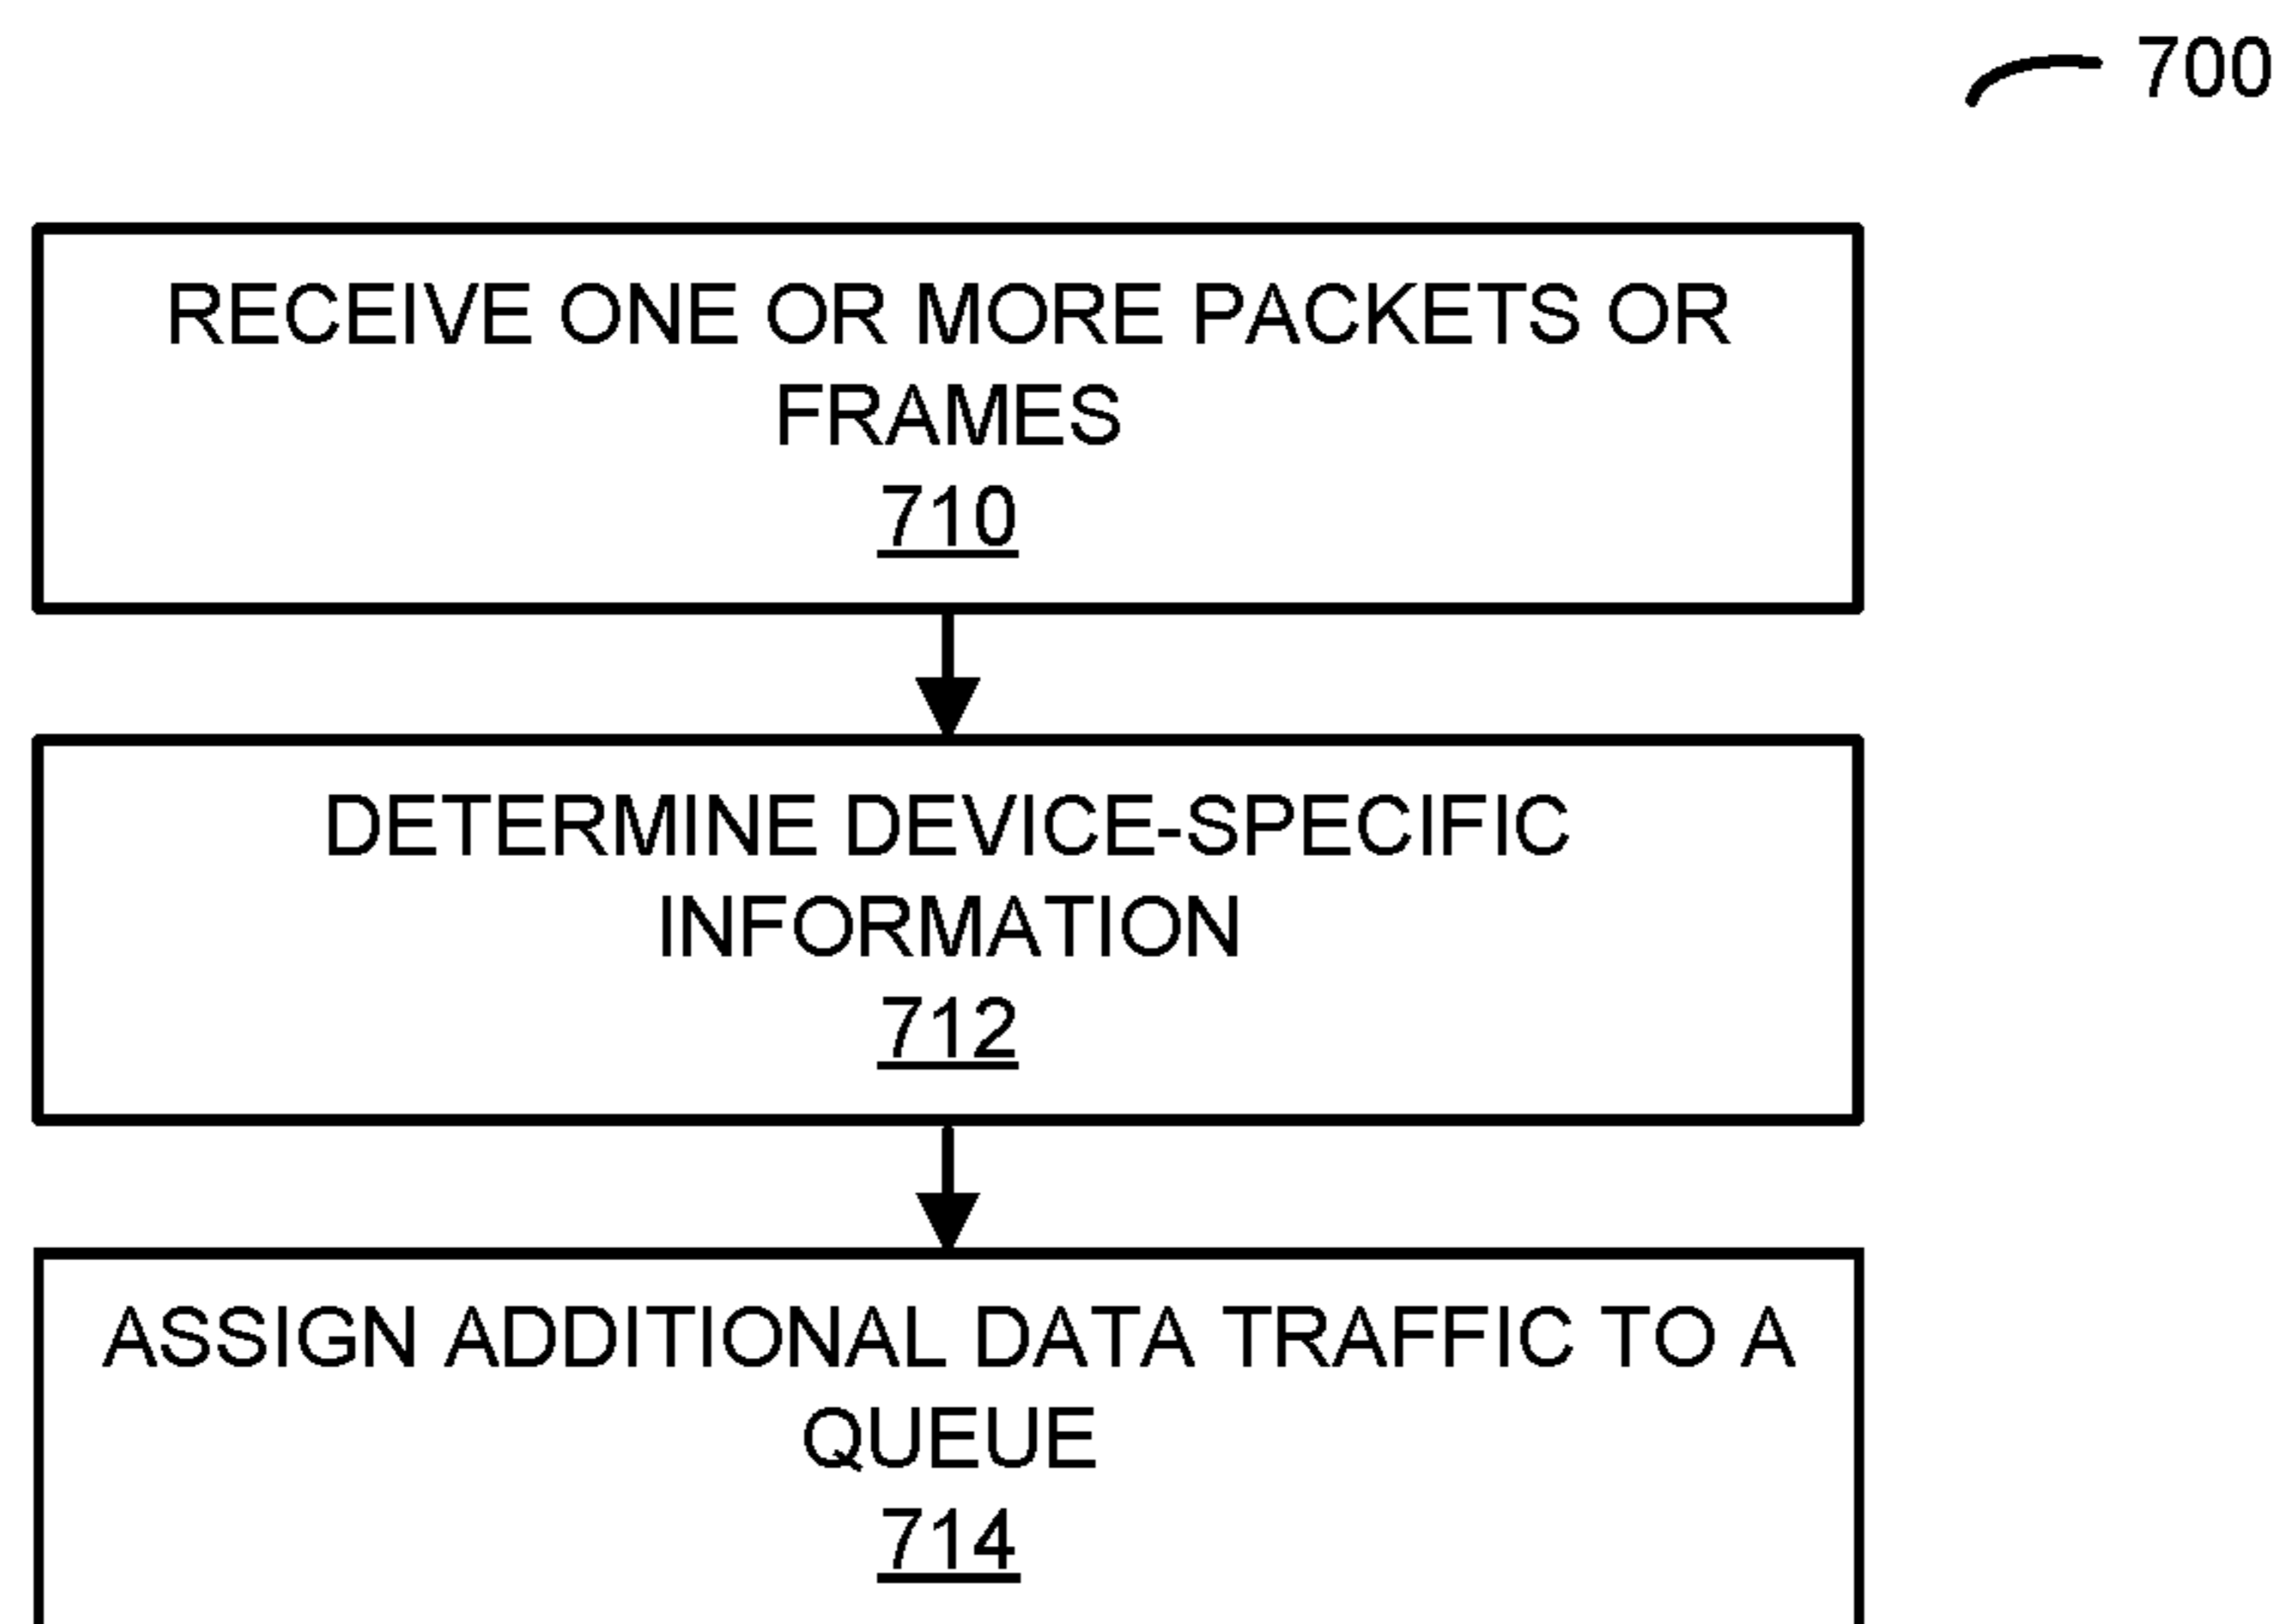 700
RECEIVE ONE OR MORE PACKETS OR
FRAMES
710
DETERMINE DEVICE-SPECIFIC
INFORMATION
712
ASSIGN ADDITIONAL DATA TRAFFIC TO A
QUEUE
714